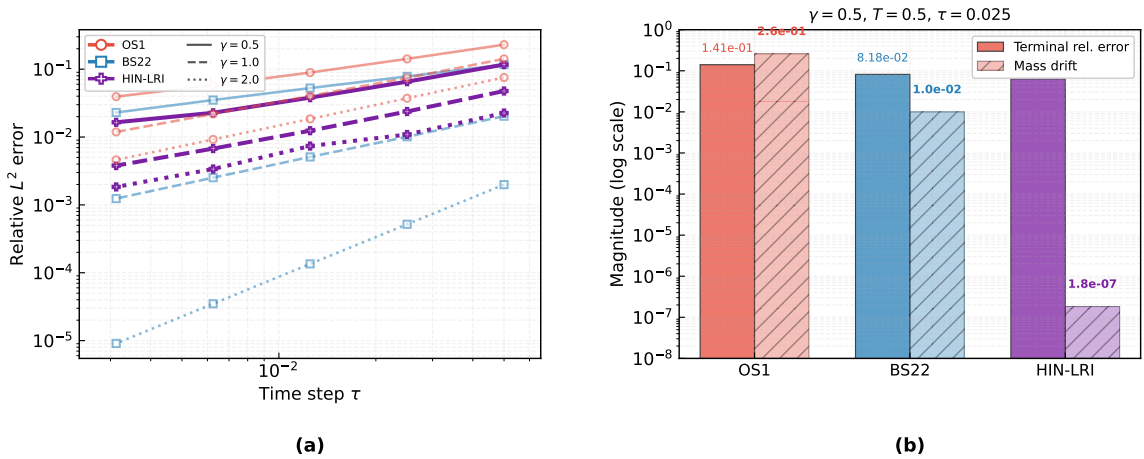 OS1
BS22
HIN-LRI
γ = 0.5
γ = 1.0
γ = 2.0
Relative L² error
10⁻¹
10⁻²
10⁻³
10⁻⁴
10⁻⁵
10⁻²
Time step τ
(a)
γ = 0.5, T = 0.5, τ = 0.025
Magnitude (log scale)
10⁰
10⁻¹
10⁻²
10⁻³
10⁻⁴
10⁻⁵
10⁻⁶
10⁻⁷
10⁻⁸
1.41e-01
2.6e-01
8.18e-02
1.0e-02
1.8e-07
Terminal rel. error
Mass drift
OS1
BS22
HIN-LRI
(b)